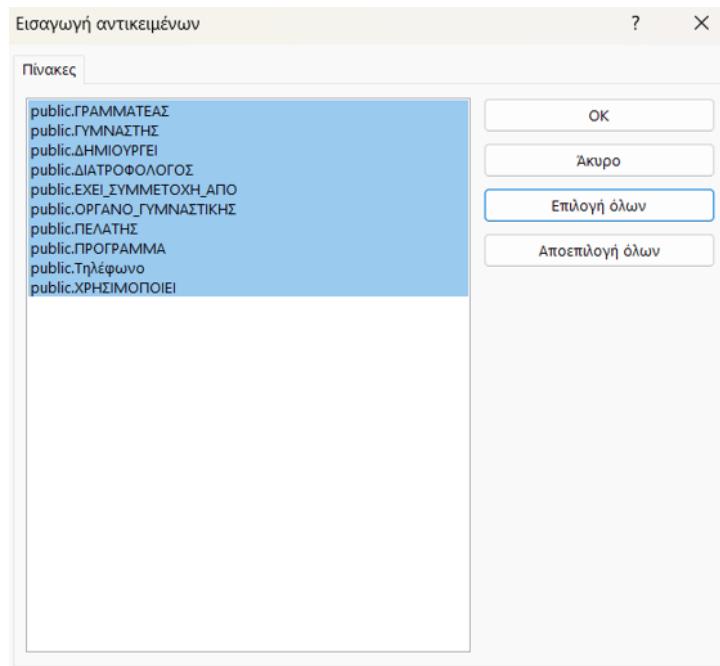 Εισαγωγή αντικειμένων
?
Πίνακες
public.ΓΡΑΜΜΑΤΕΑΣ
public.ΓΥΜΝΑΣΤΗΣ
public.ΔΗΜΙΟΥΡΓΕΙ
public.ΔΙΑΤΡΟΦΟΛΟΓΟΣ
public.ΕΧΕΙ_ΣΥΜΜΕΤΟΧΗ_ΑΠΟ
public.ΟΡΓΑΝΟ_ΓΥΜΝΑΣΤΙΚΗΣ
public.ΠΕΛΑΤΗΣ
public.ΠΡΟΓΡΑΜΜΑ
public.Τηλέφωνο
public.ΧΡΗΣΙΜΟΠΟΙΕΙ
OK
Άκυρο
Επιλογή όλων
Αποεπιλογή όλων